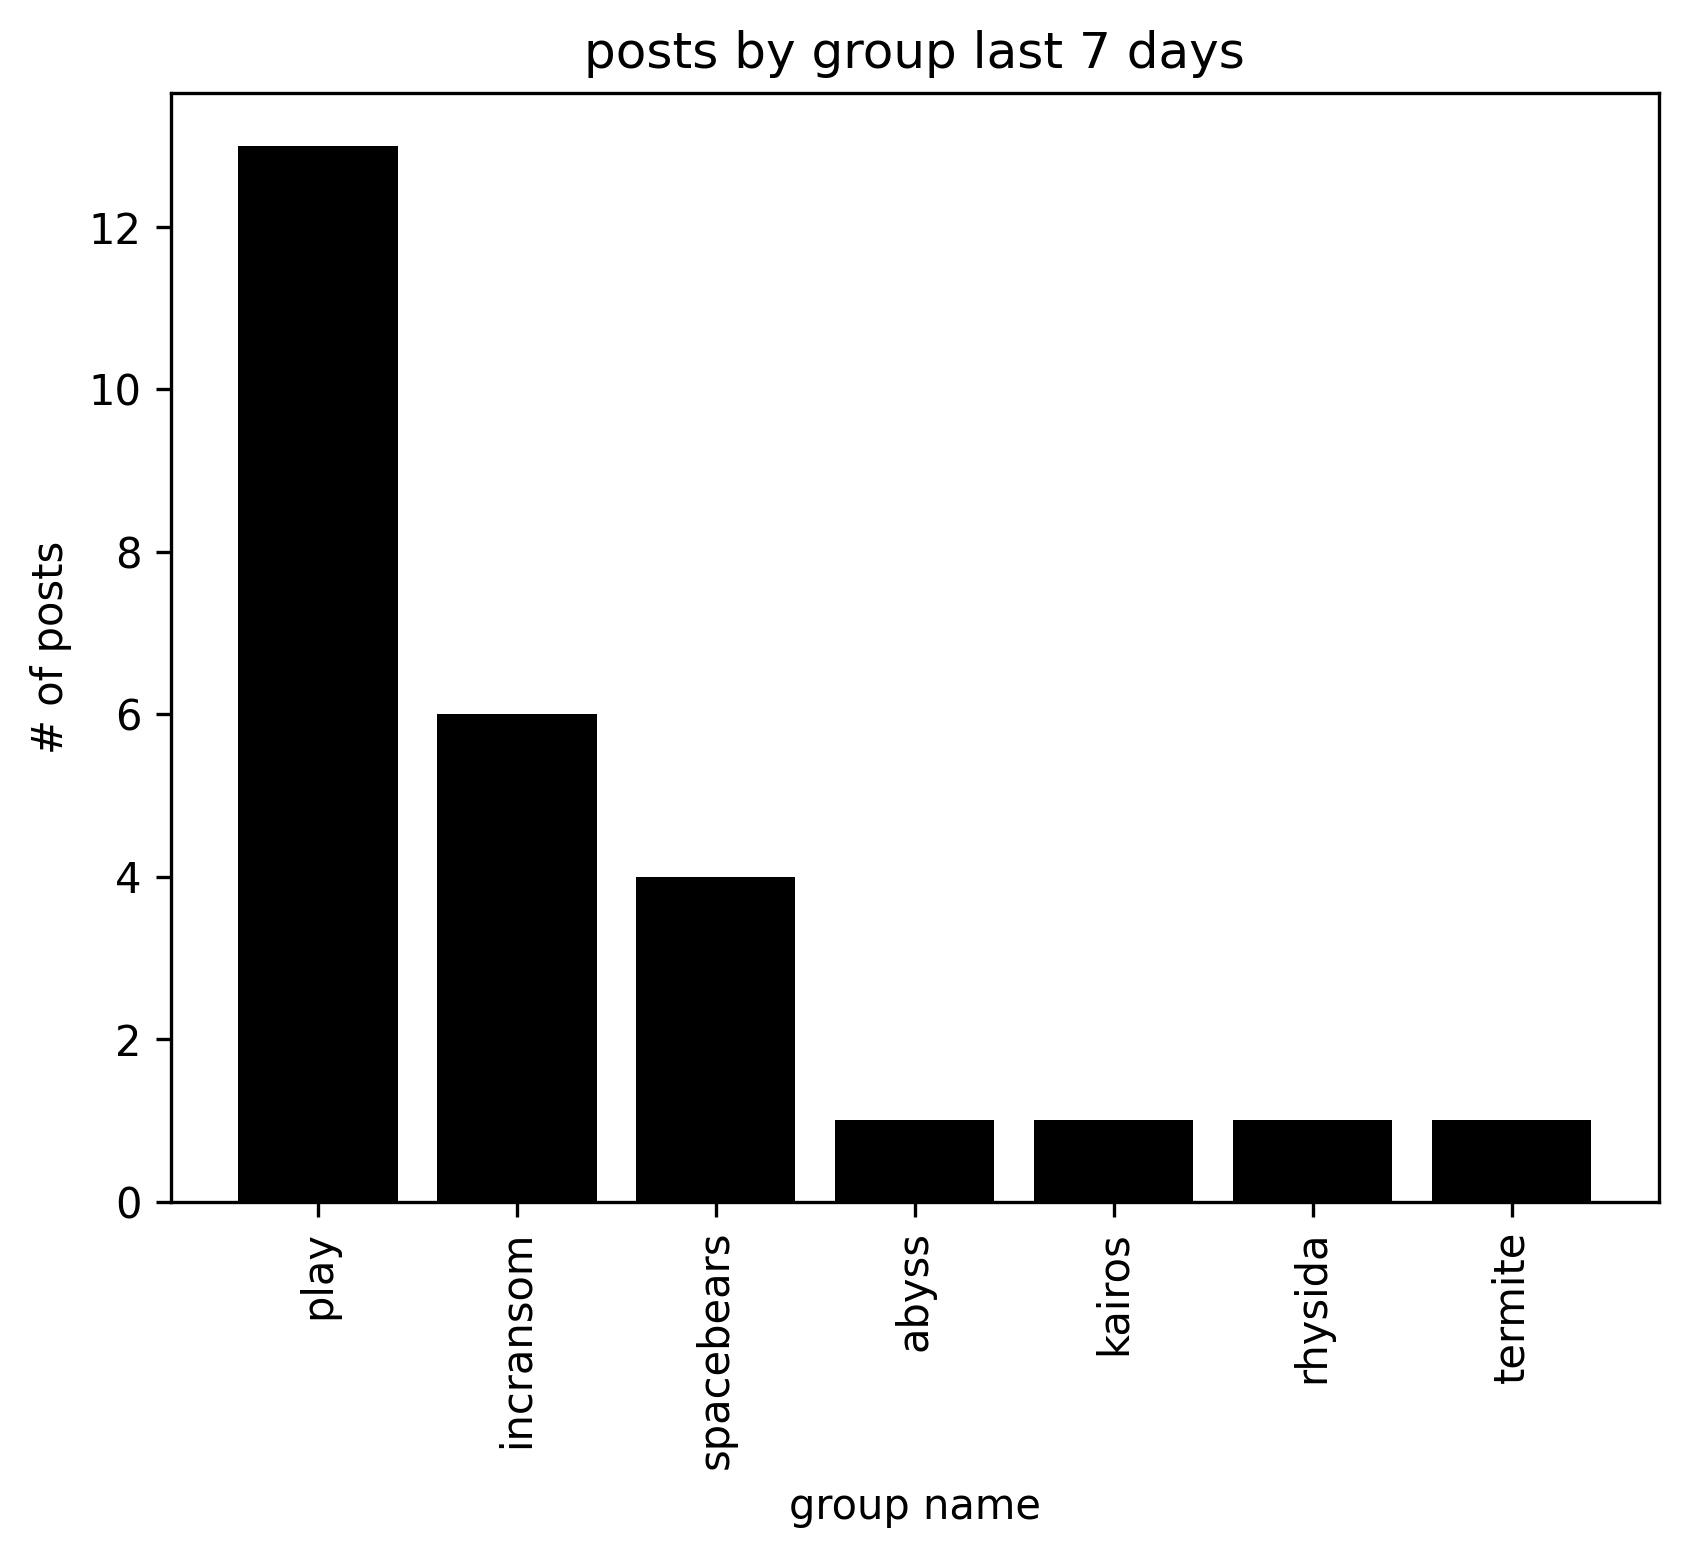 posts by group last 7 days
# of posts
12
10
8
6
4
2
0
play
incransom
spacebears
abyss
kairos
rhysida
termite
group name